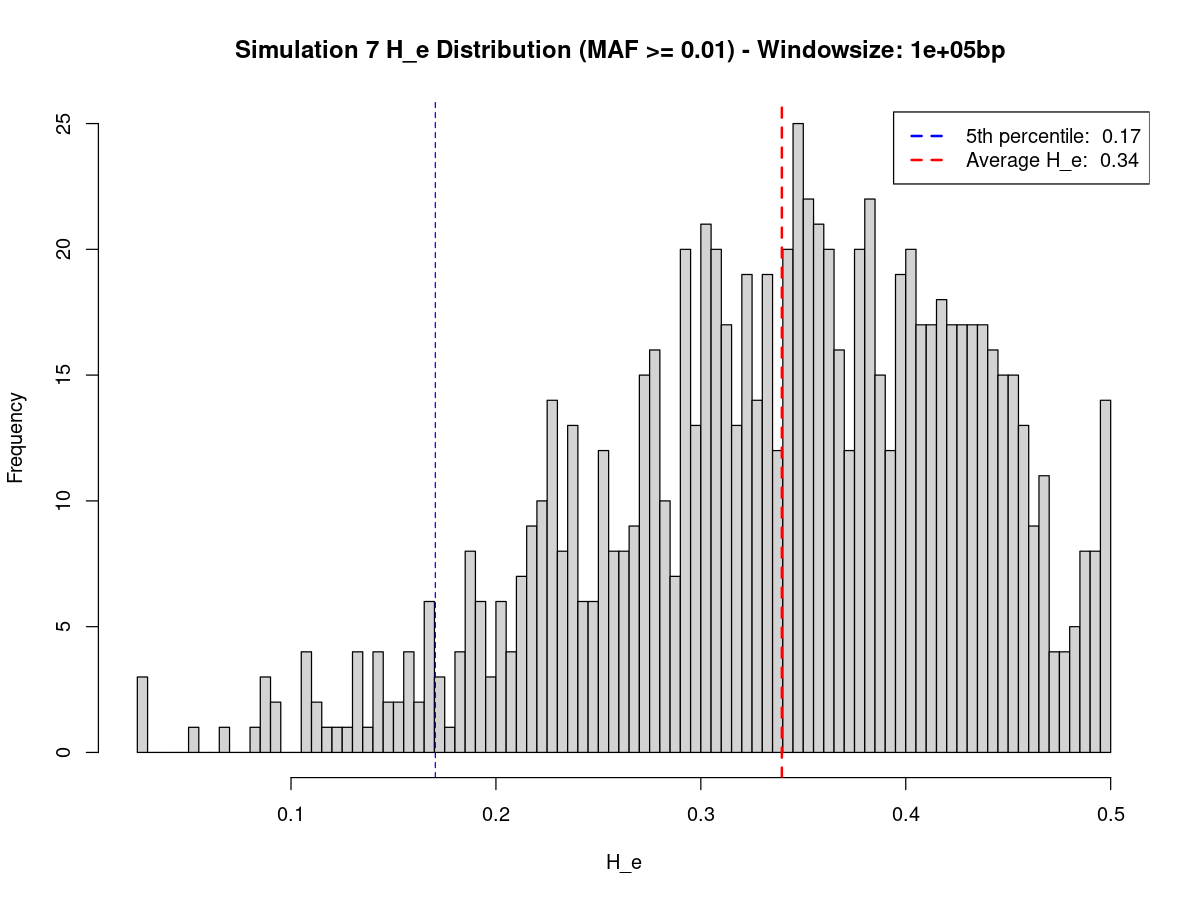 Simulation 7 H_e Distribution (MAF >= 0.01) - Windowsize: 1e+05bp
5th percentile:  0.17
Average H_e:  0.34
25
20
15
10
5
0
Frequency
0.1 0.2 0.3 0.4 0.5
H_e